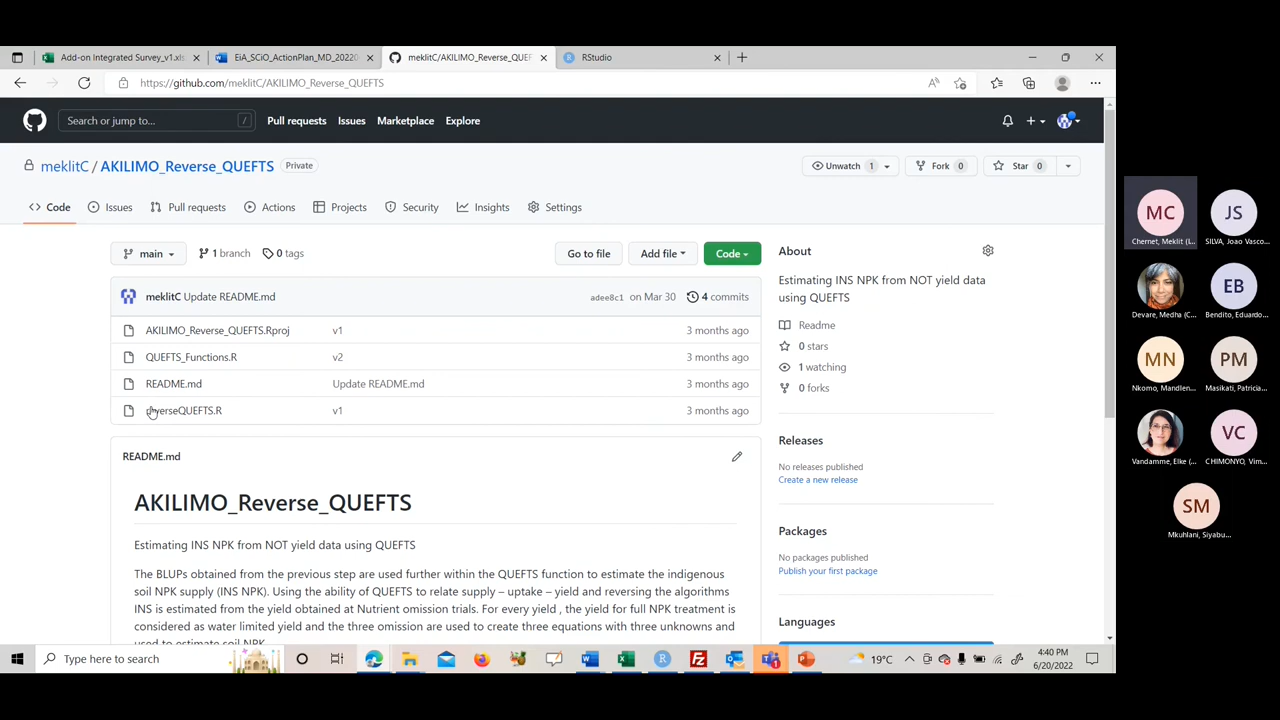 Add-on Integrated Survey_v1.xls
EiA_SCiO_ActionPlan_MD_20220
meklitC/AKILIMO_Reverse_QUEF
RStudio
https://github.com/meklitC/AKILIMO_Reverse_QUEFTS
Search or jump to...
/
Pull requests
Issues
Marketplace
Explore
meklitC / AKILIMO_Reverse_QUEFTS
Private
Unwatch 1
Fork 0
Star 0
Code
Issues
Pull requests
Actions
Projects
Security
Insights
Settings
main
1 branch
0 tags
Go to file
Add file
Code
meklitC Update README.md
adee8c1 on Mar 30
4 commits
AKILIMO_Reverse_QUEFTS.Rproj
v1
3 months ago
QUEFTS_Functions.R
v2
3 months ago
README.md
Update README.md
3 months ago
reverseQUEFTS.R
v1
3 months ago
README.md
AKILIMO_Reverse_QUEFTS
Estimating INS NPK from NOT yield data using QUEFTS
The BLUPs obtained from the previous step are used further within the QUEFTS function to estimate the indigenous
soil NPK supply (INS NPK). Using the ability of QUEFTS to relate supply – uptake – yield and reversing the algorithms
INS is estimated from the yield obtained at Nutrient omission trials. For every yield , the yield for full NPK treatment is
considered as water limited yield and the three omission are used to create three equations with three unknowns and
used to estimate soil NPK.
About
Estimating INS NPK from NOT yield data
using QUEFTS
Readme
0 stars
1 watching
0 forks
Releases
No releases published
Create a new release
Packages
No packages published
Publish your first package
Languages
MC
Chernet, Meklit (I...
JS
SILVA, Joao Vasco...
Devare, Medha (C...
EB
Bendito, Eduardo...
MN
Nkomo, Mandlen...
PM
Masikati, Patricia...
Vandamme, Elke (...
VC
CHIMONYO, Vim...
SM
Mkuhlani, Siyabu...
Type here to search
19°C
4:40 PM
6/20/2022